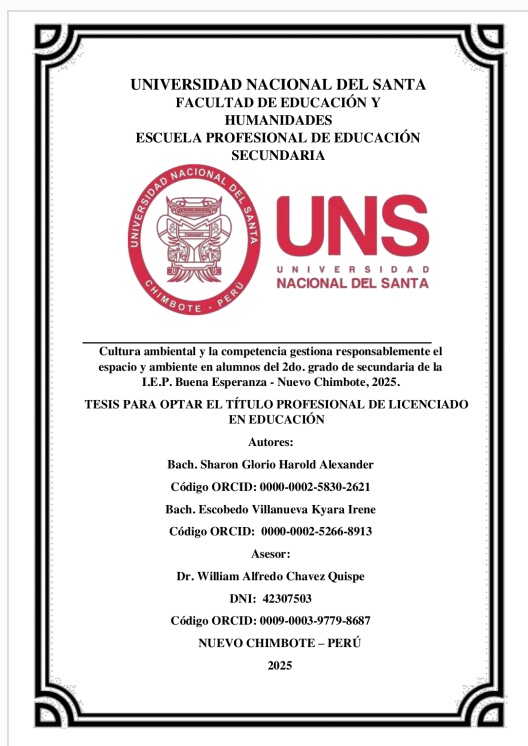 UNIVERSIDAD NACIONAL DEL SANTA
FACULTAD DE EDUCACIÓN Y
HUMANIDADES
ESCUELA PROFESIONAL DE EDUCACIÓN
SECUNDARIA
UNIVERSIDAD NACIONAL DEL SANTA
CHIMBOTE - PERÚ
UNS
UNIVERSIDAD
NACIONAL DEL SANTA
Cultura ambiental y la competencia gestiona responsablemente el
espacio y ambiente en alumnos del 2do. grado de secundaria de la
I.E.P. Buena Esperanza - Nuevo Chimbote, 2025.
TESIS PARA OPTAR EL TÍTULO PROFESIONAL DE LICENCIADO
EN EDUCACIÓN
Autores:
Bach. Sharon Glorio Harold Alexander
Código ORCID: 0000-0002-5830-2621
Bach. Escobedo Villanueva Kyara Irene
Código ORCID: 0000-0002-5266-8913
Asesor:
Dr. William Alfredo Chavez Quispe
DNI: 42307503
Código ORCID: 0009-0003-9779-8687
NUEVO CHIMBOTE – PERÚ
2025